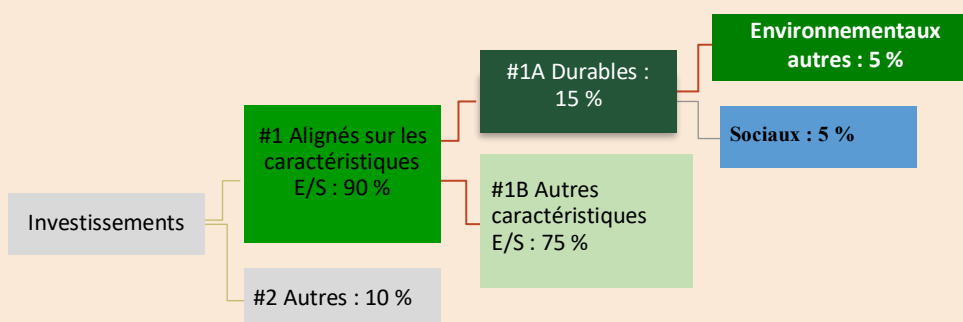 Investissements
#1 Alignés sur les
caractéristiques
E/S : 90 %
#2 Autres : 10 %
#1A Durables :
15 %
#1B Autres
caractéristiques
E/S : 75 %
Environnementaux
autres : 5 %
Sociaux : 5 %